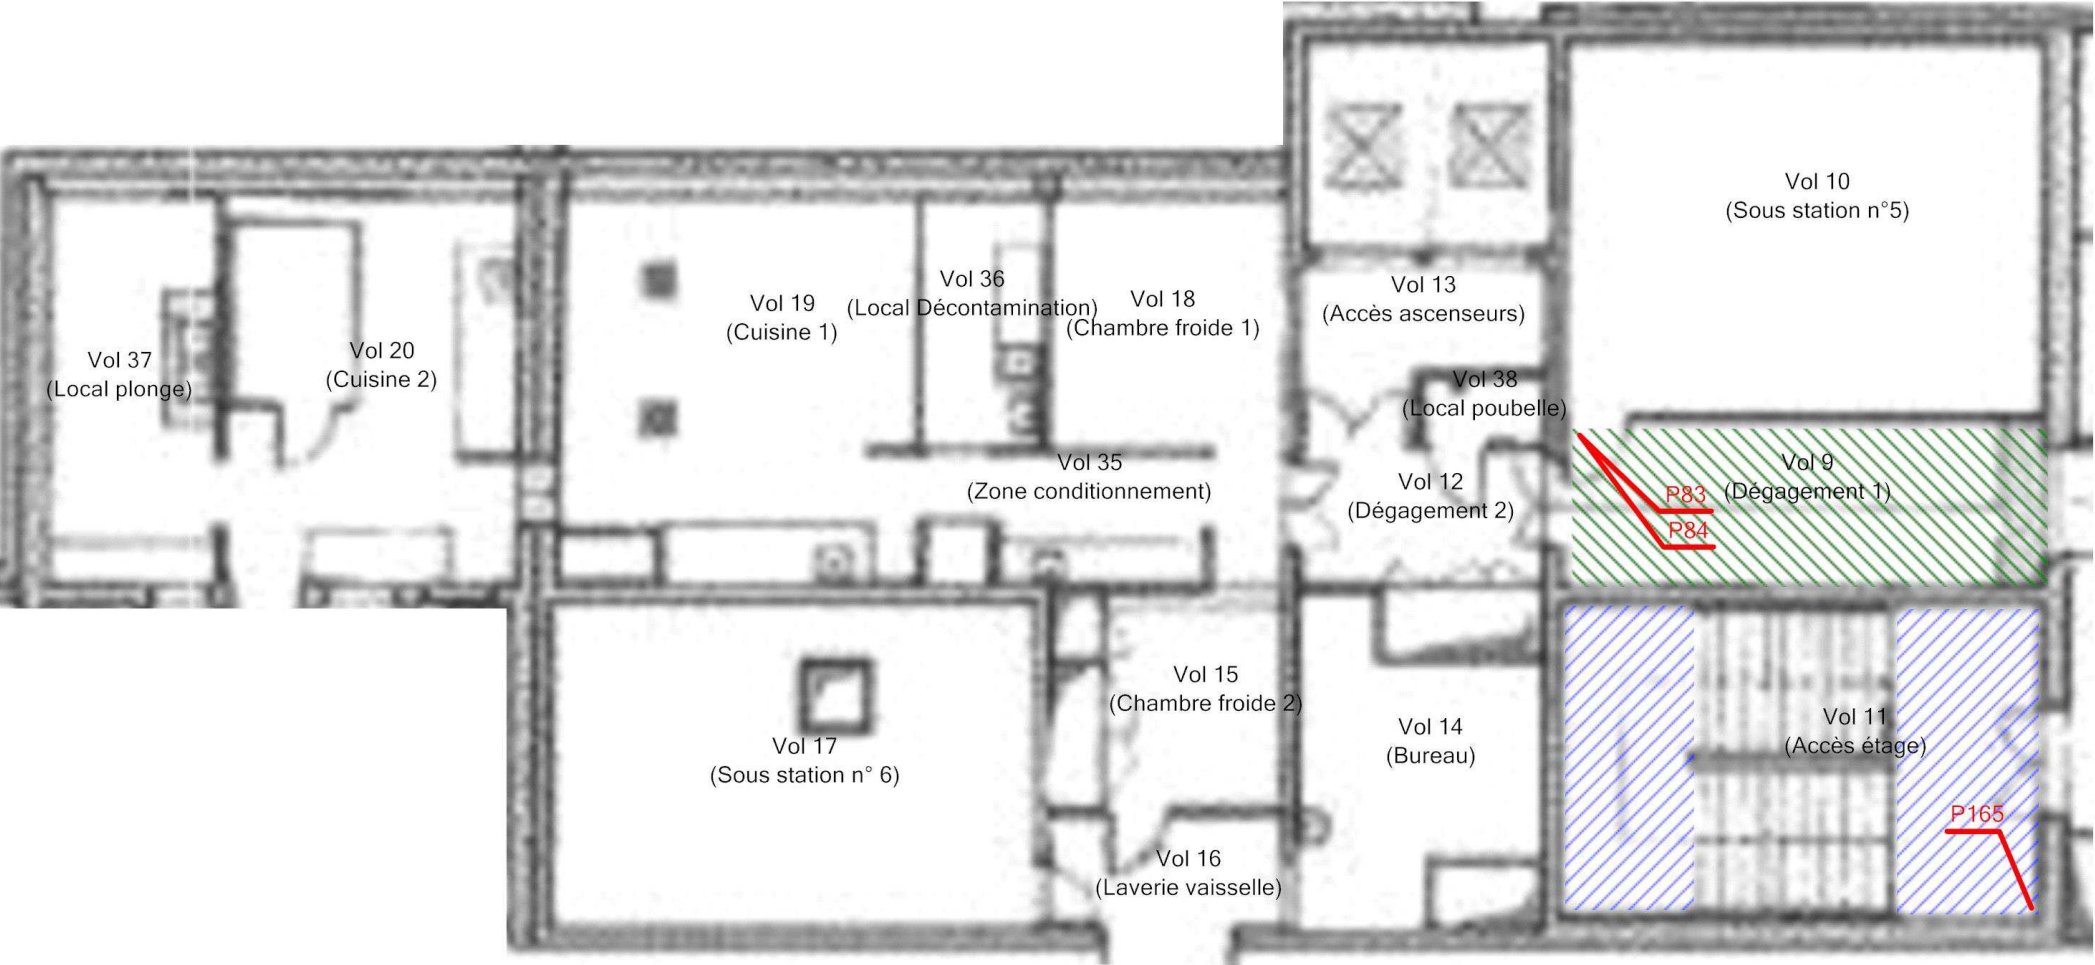 Vol 10
(Sous station n°5)
Vol 13
(Accès ascenseurs)
Vol 36
(Local Décontamination)
Vol 18
(Chambre froide 1)
Vol 19
(Cuisine 1)
Vol 20
(Cuisine 2)
Vol 37
(Local plonge)
Vol 38
(Local poubelle)
Vol 35
(Zone conditionnement)
Vol 12
(Dégagement 2)
Vol 9
(Dégagement 1)
P83
P84
Vol 15
(Chambre froide 2)
Vol 17
(Sous station n° 6)
Vol 14
(Bureau)
Vol 11
(Accès étage)
P165
Vol 16
(Laverie vaisselle)